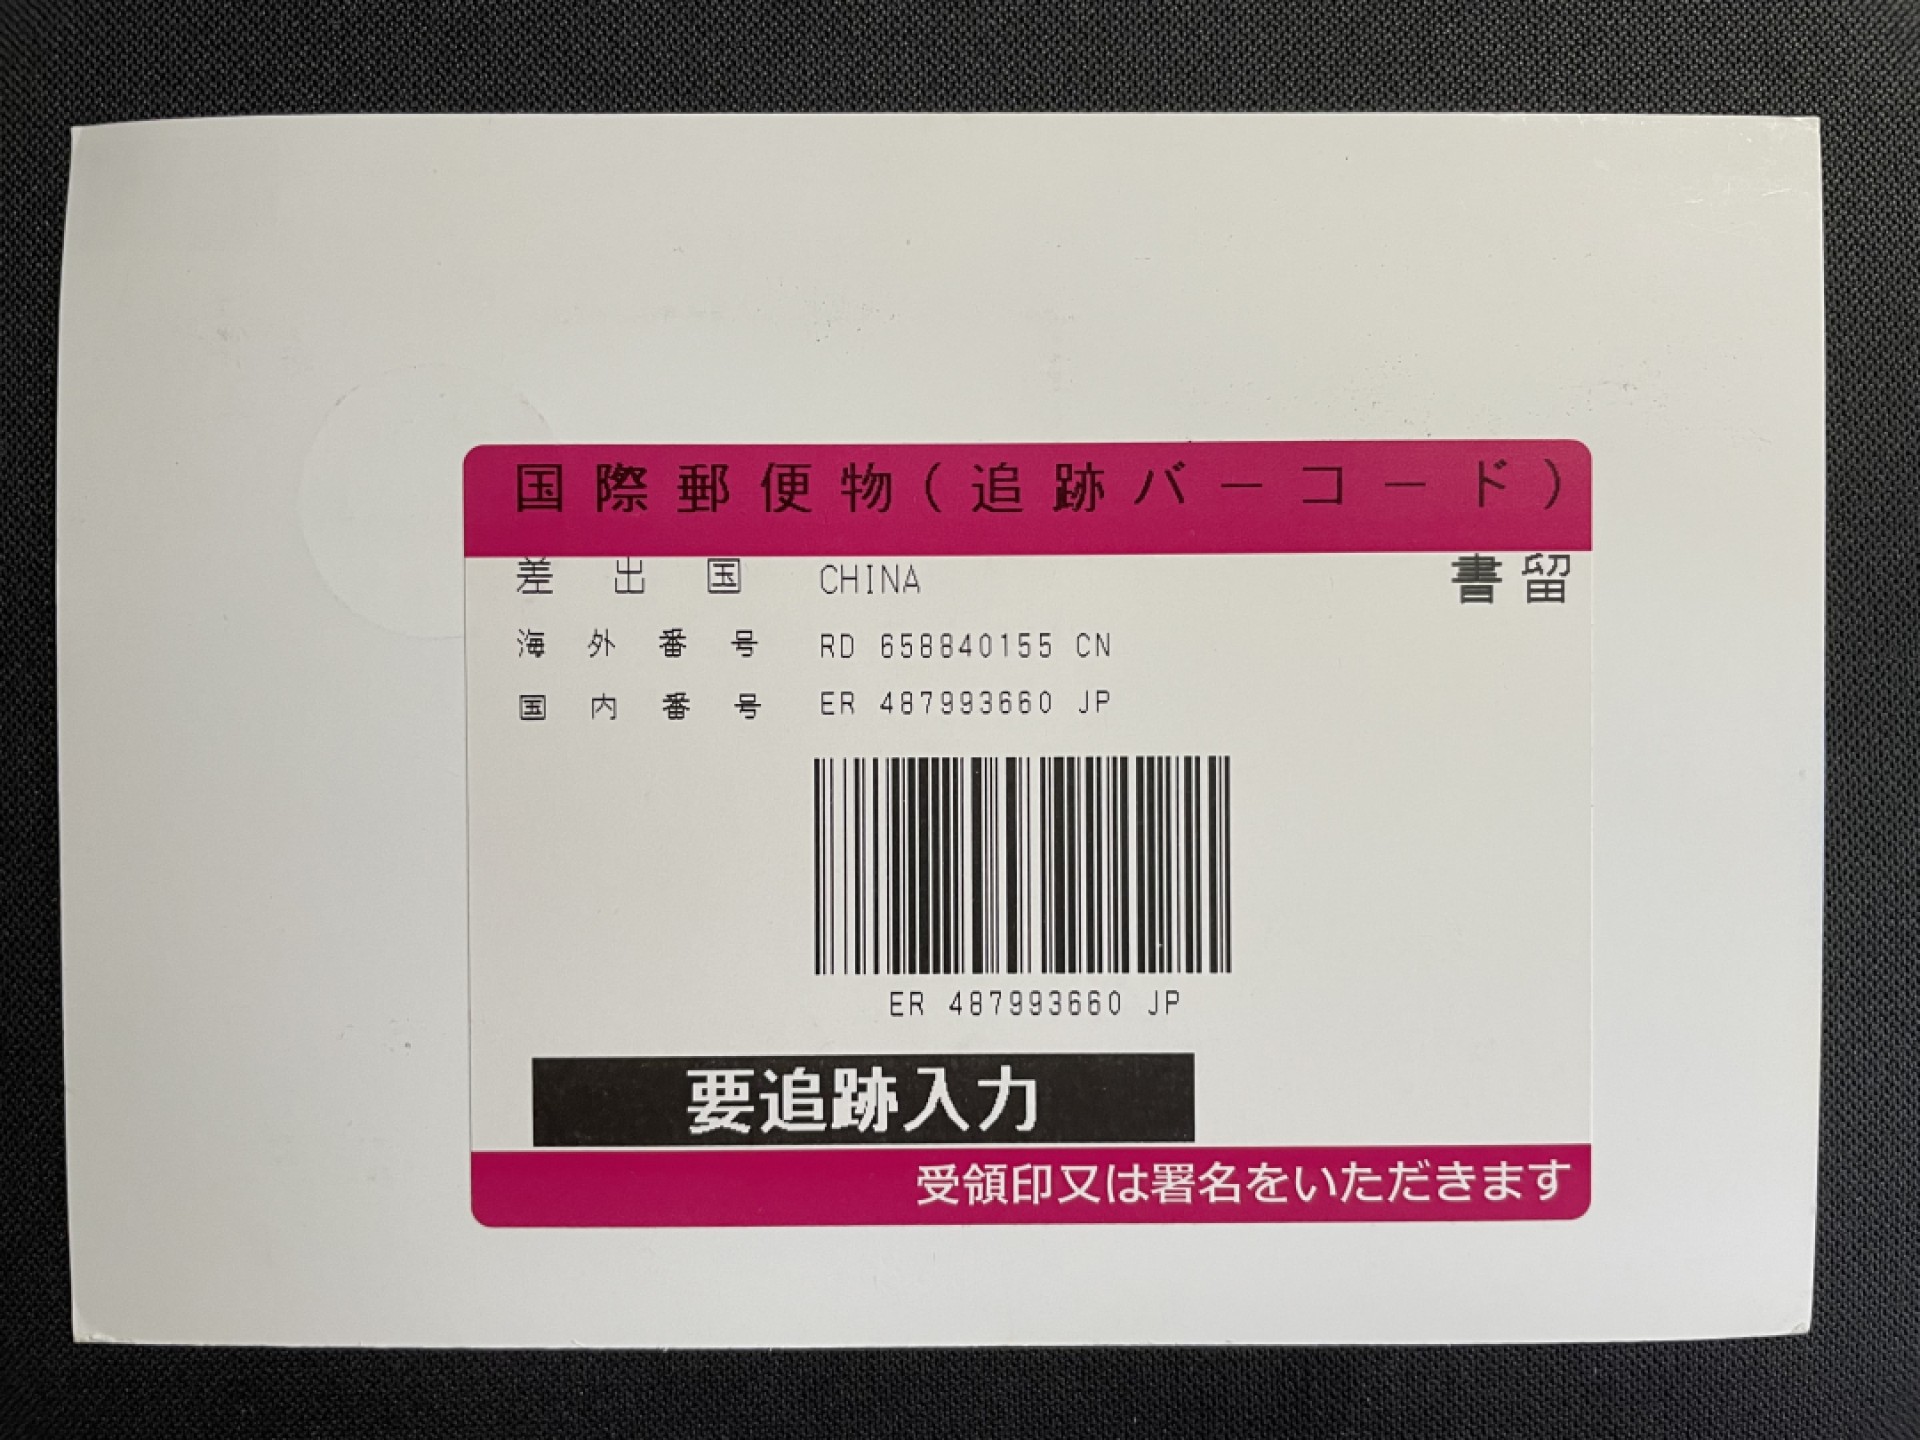 国際郵便物(追跡バーコード)
差出国 CHINA 書留
海外番号 RD 658840155 CN
国内番号 ER 487993660 JP
ER 487993660 JP
要追跡入力
受領印又は署名をいただきます